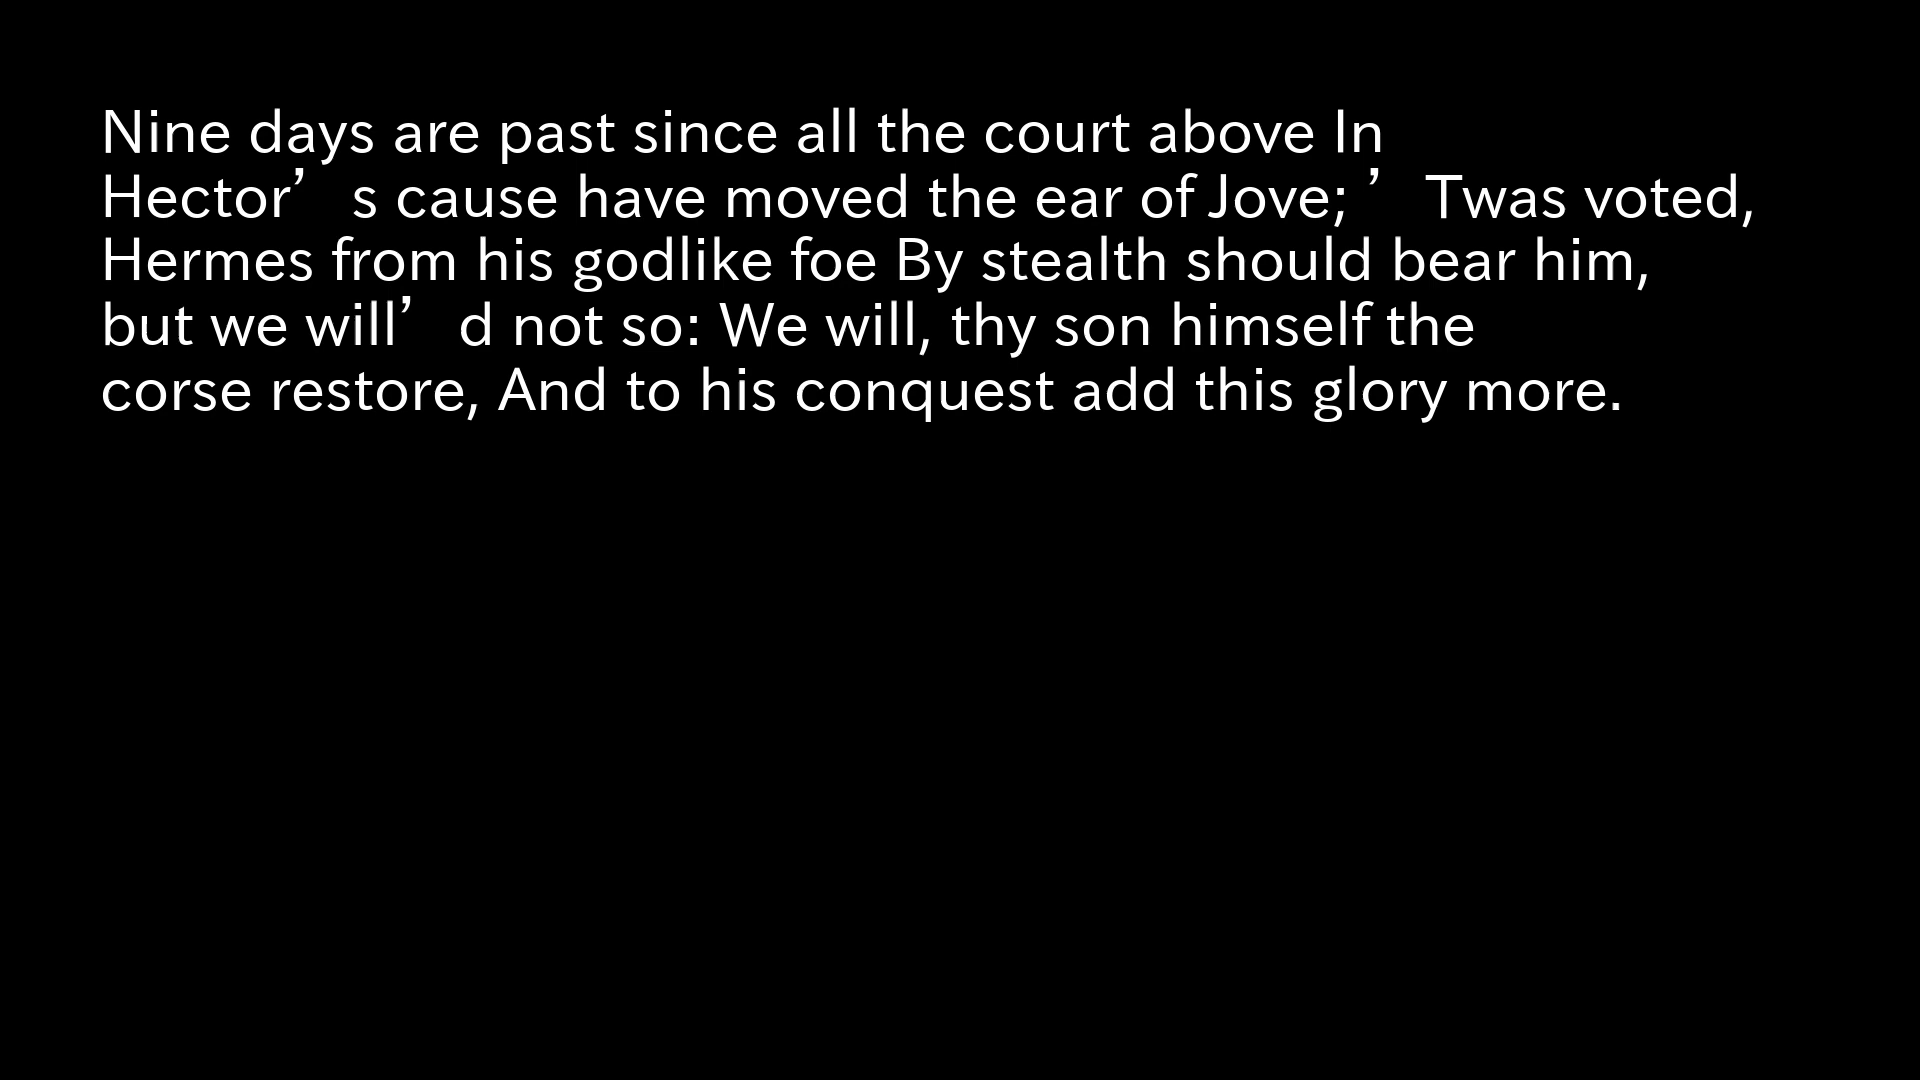 Nine days are past since all the court above In
Hector’s cause have moved the ear of Jove; ’Twas voted,
Hermes from his godlike foe By stealth should bear him,
but we will’d not so: We will, thy son himself the
corse restore, And to his conquest add this glory more.